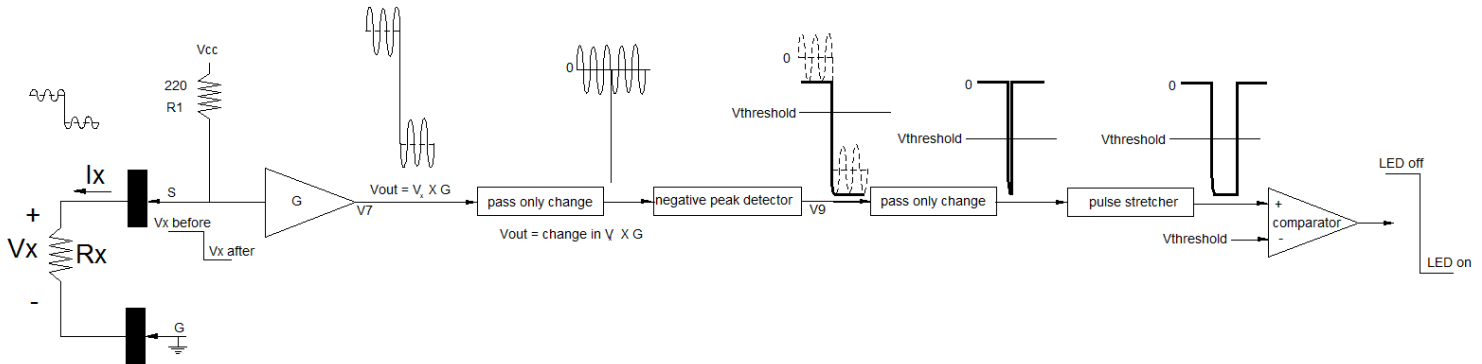 Vcc
220
R1
Ix
S
G
V7
Vout = Vx X G
Vx before
Vx after
+
Vx
Rx
-
G
0
pass only change
Vout = change in V X G
negative peak detector
V9
0
Vthreshold
pass only change
0
Vthreshold
pulse stretcher
0
Vthreshold
+
-
comparator
Vthreshold
LED off
LED on